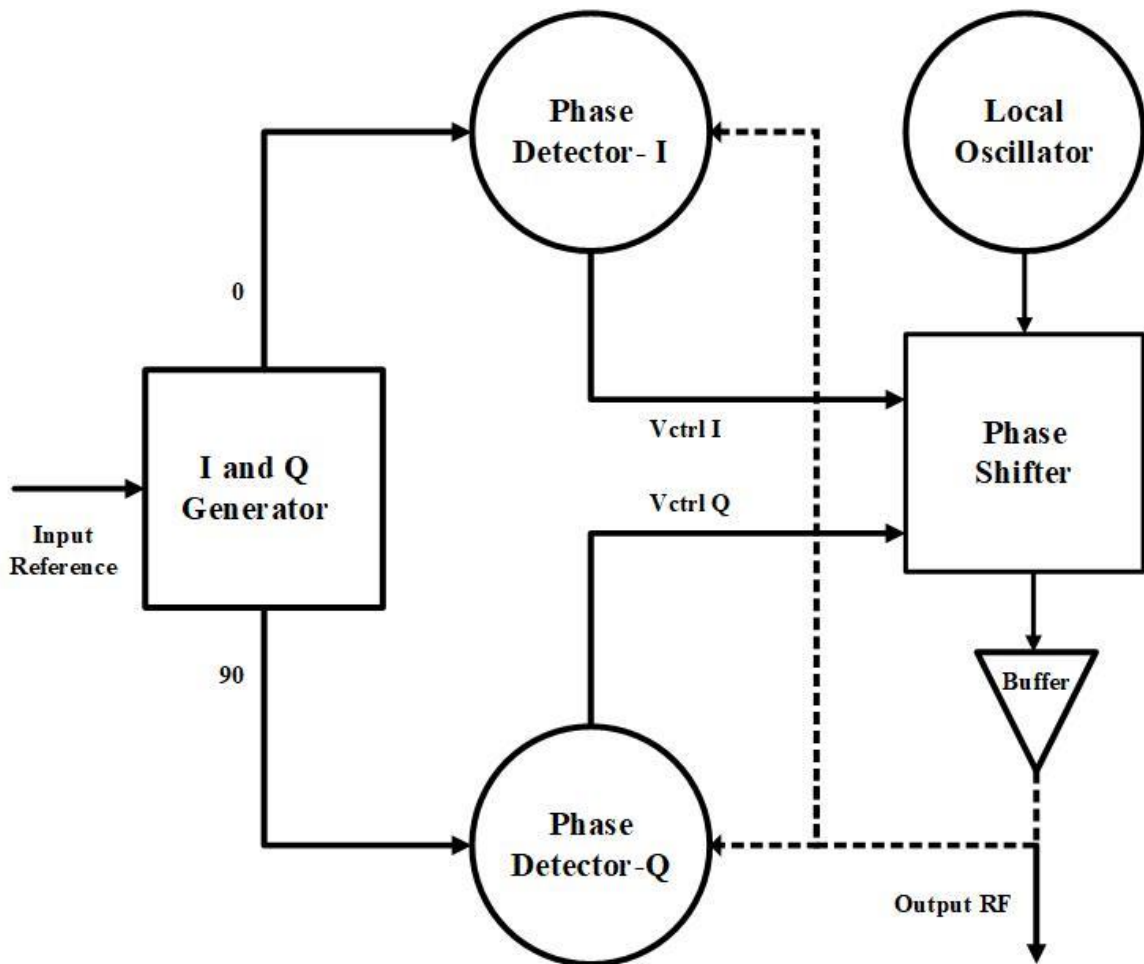 Phase
Detector- I
Local
Oscillator
0
Vctrl I
Phase
Shifter
I and Q
Generator
Vctrl Q
Input
Reference
90
Buffer
Phase
Detector-Q
Output RF